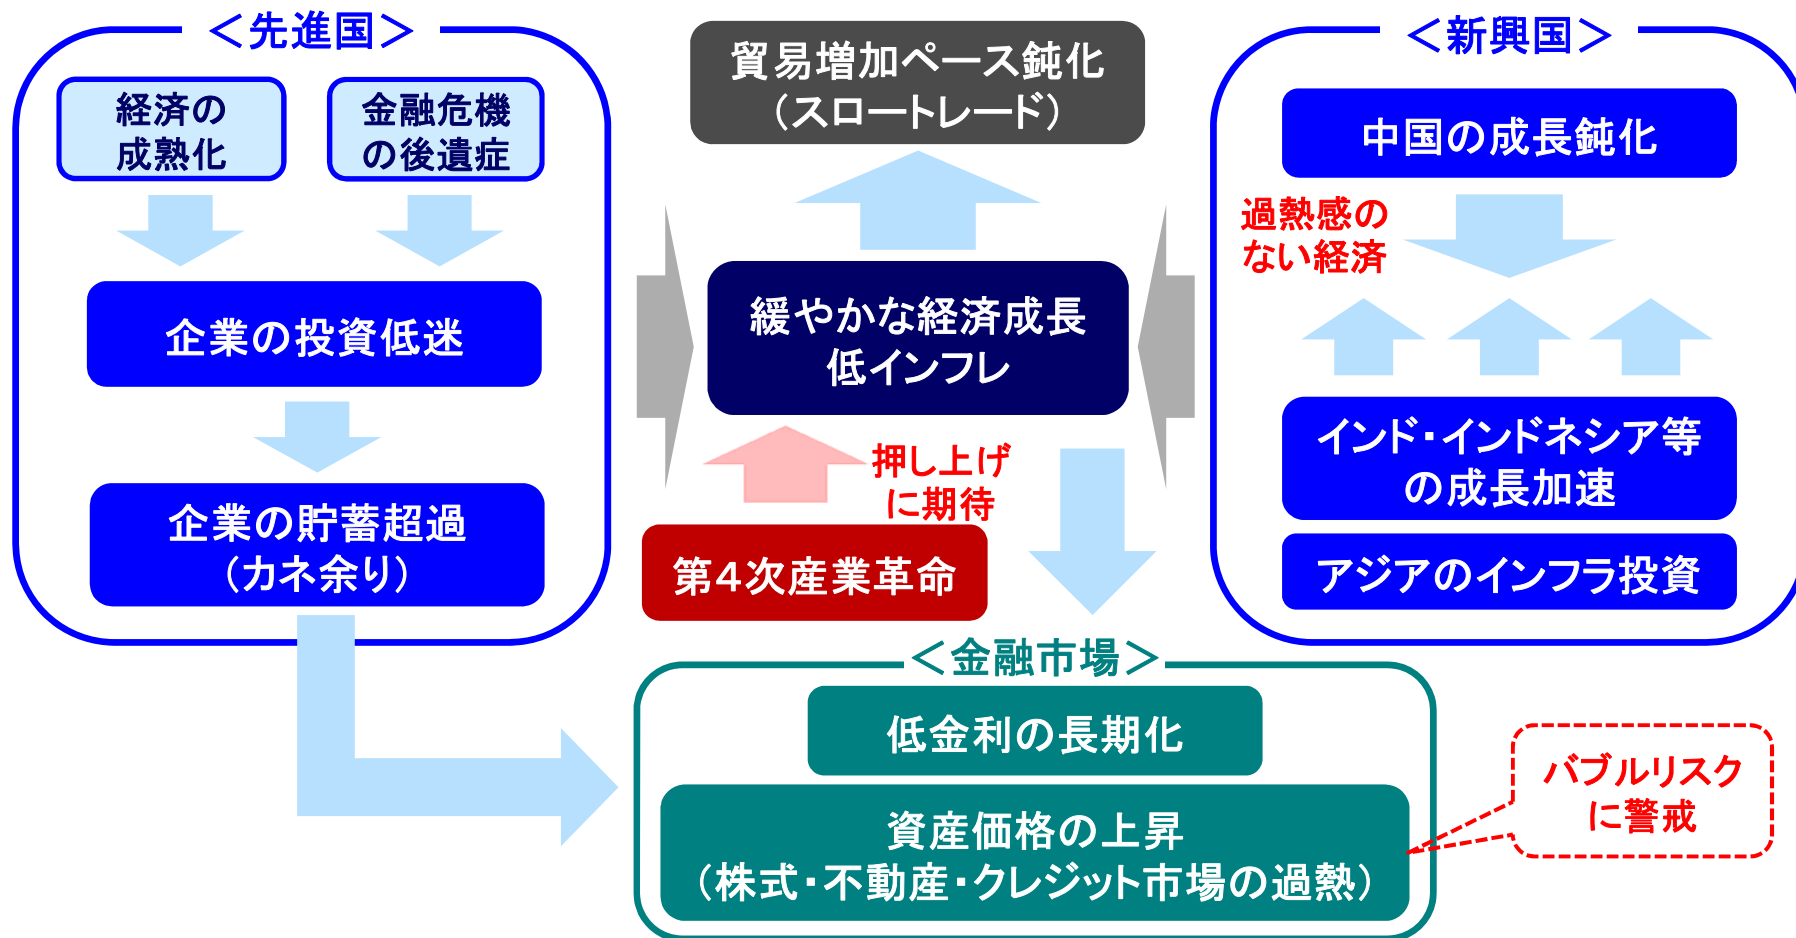 ＜先進国＞
経済の
成熟化
金融危機
の後遺症
企業の投資低迷
企業の貯蓄超過
（カネ余り）
貿易増加ペース鈍化
（スロートレード）
緩やかな経済成長
低インフレ
押し上げ
に期待
第4次産業革命
＜新興国＞
中国の成長鈍化
過熱感の
ない経済
インド・インドネシア等
の成長加速
アジアのインフラ投資
＜金融市場＞
低金利の長期化
資産価格の上昇
（株式・不動産・クレジット市場の過熱）
バブルリスク
に警戒